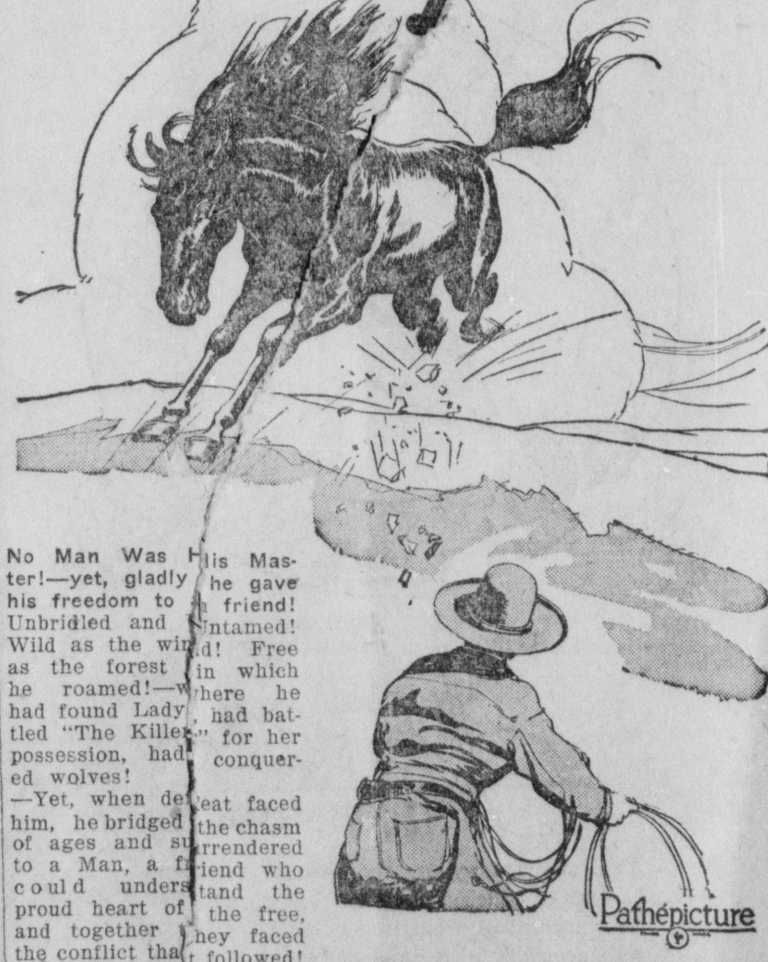 No Man Was His Mas-
ter!—yet, gladly he gave
his freedom to a friend!
Unbridled and Untamed!
Wild as the wind! Free
as the forest in which
he roamed!—where he
had found Lady, had bat-
tled "The Killer" for her
possession, had conquer-
ed wolves!
—Yet, when defeat faced
him, he bridged the chasm
of ages and surrendered
to a Man, a friend who
could understand the
proud heart of the free,
and together they faced
the conflict that followed!
Pathépicture